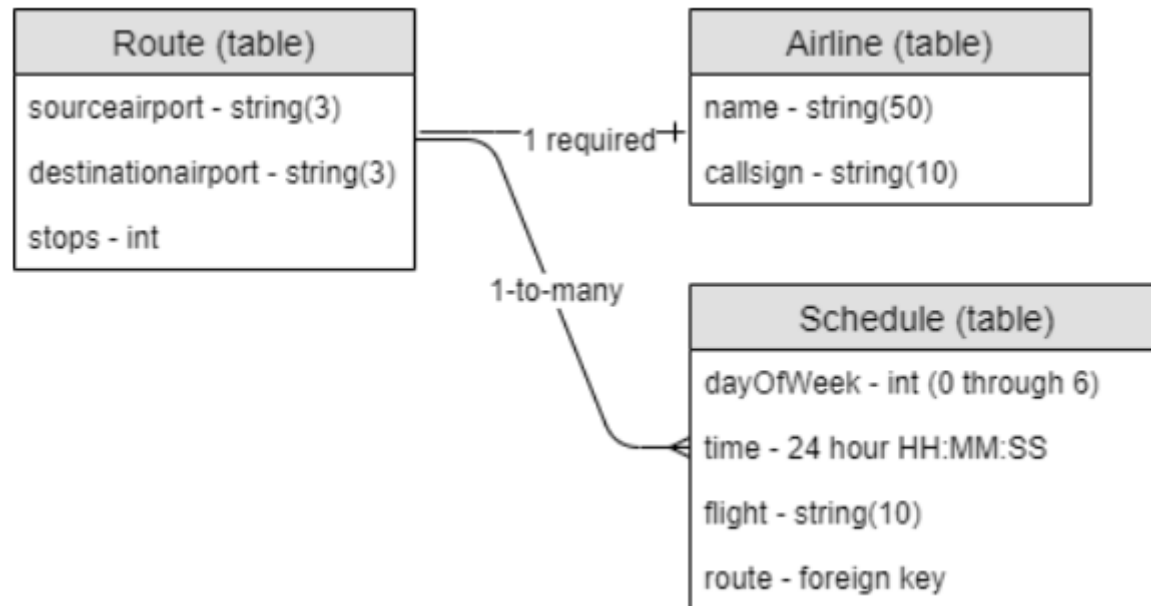 Route (table)
sourceairport - string(3)
destinationairport - string(3)
stops - int
1 required
Airline (table)
name - string(50)
callsign - string(10)
1-to-many
Schedule (table)
dayOfWeek - int (0 through 6)
time - 24 hour HH:MM:SS
flight - string(10)
route - foreign key